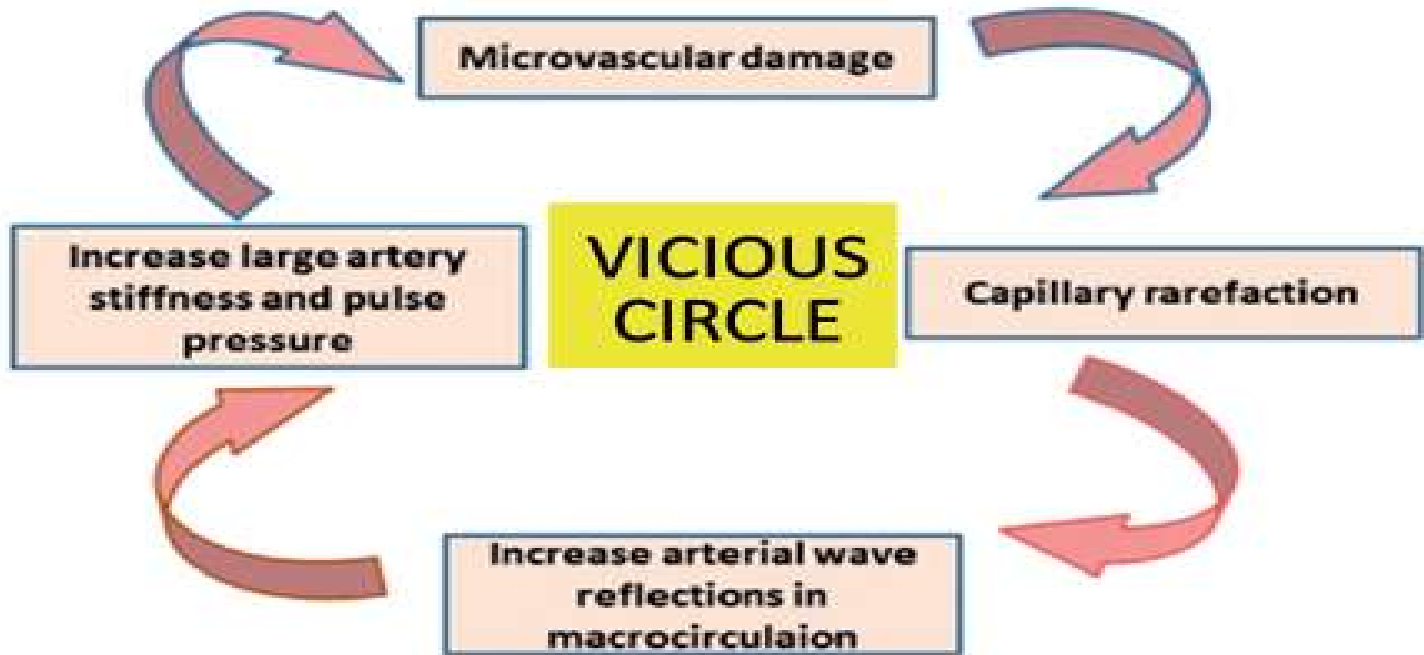 Microvascular damage
Increase large artery
stiffness and pulse
pressure
VICIOUS
CIRCLE
Capillary rarefaction
Increase arterial wave
reflections in
macrocirculaion